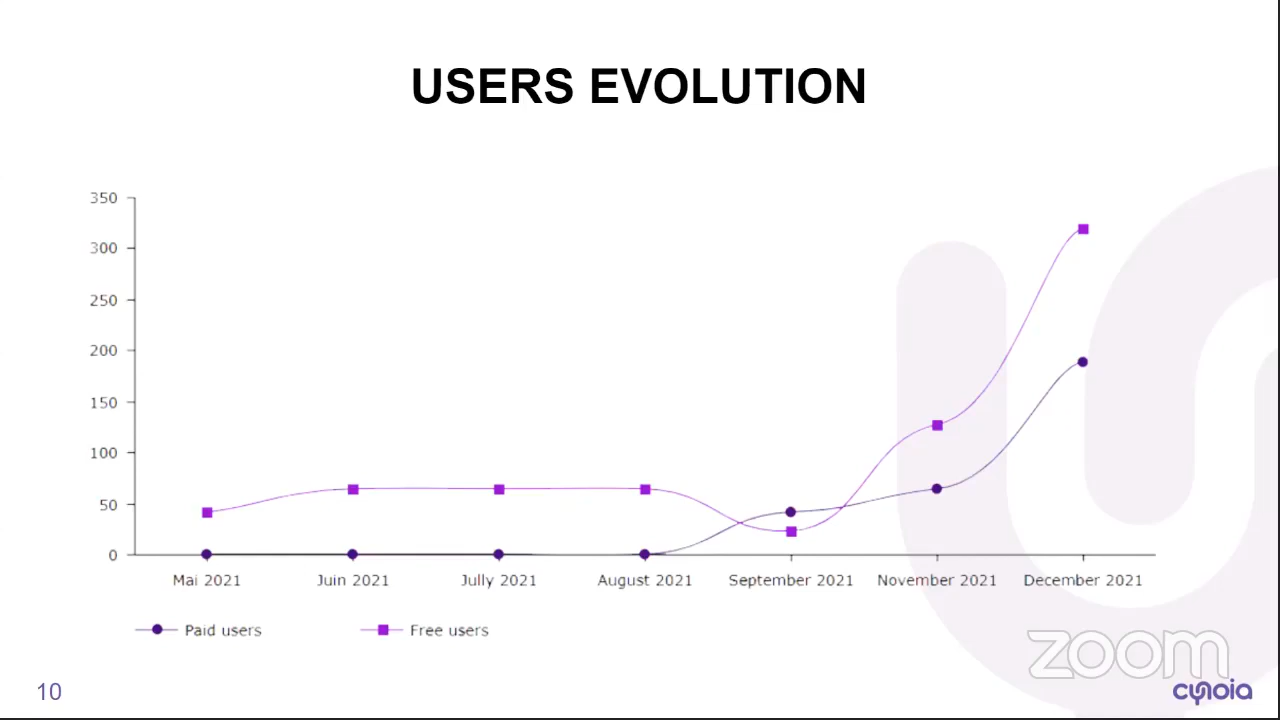 USERS EVOLUTION
350
300
250
200
150
100
50
0
Mai 2021 Juin 2021 Jully 2021 August 2021 September 2021 November 2021 December 2021
Paid users Free users
zoom
10
cynoia